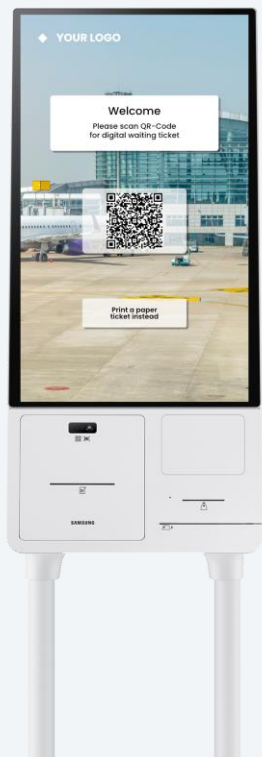 YOUR LOGO
Welcome
Please scan QR-Code
for digital waiting ticket
Print a paper
ticket instead
SAMSUNG